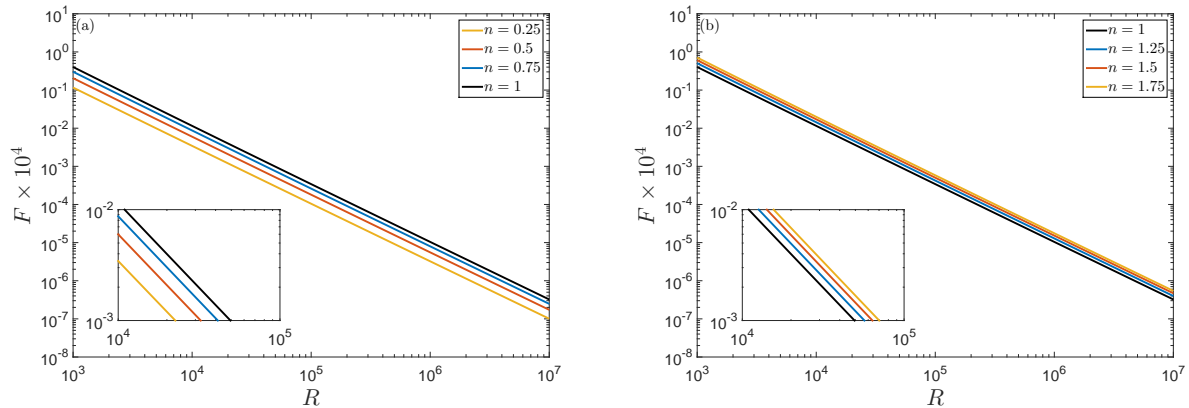 (a)
n = 0.25
n = 0.5
n = 0.75
n = 1
10^1
10^0
10^-1
10^-2
10^-3
10^-4
10^-5
10^-6
10^-7
10^-8
F × 10^4
10^-2
10^-3
10^4
10^5
10^3
10^4
10^5
10^6
10^7
R
(b)
n = 1
n = 1.25
n = 1.5
n = 1.75
10^1
10^0
10^-1
10^-2
10^-3
10^-4
10^-5
10^-6
10^-7
10^-8
F × 10^4
10^-2
10^-3
10^4
10^5
10^3
10^4
10^5
10^6
10^7
R